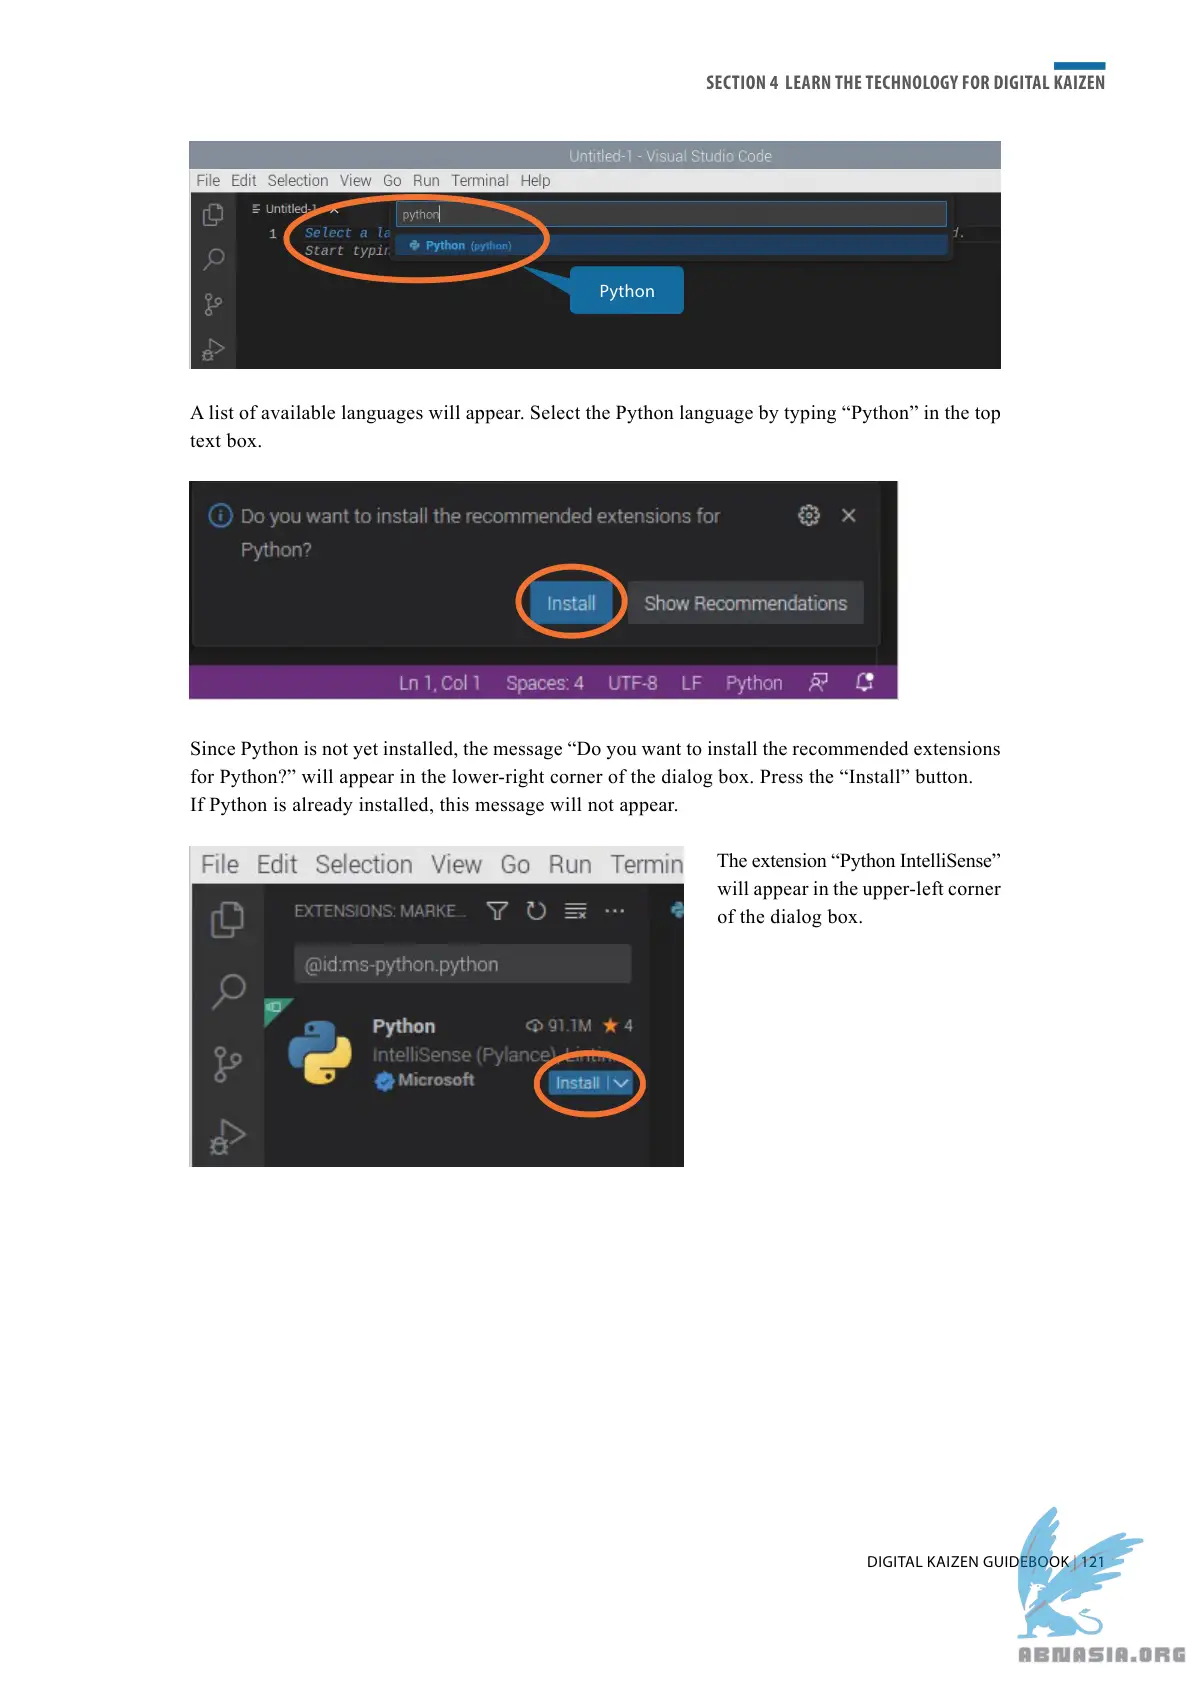 SECTION 4 LEARN THE TECHNOLOGY FOR DIGITAL KAIZEN
Untitled-1 - Visual Studio Code
File Edit Selection View Go Run Terminal Help
Untitled-1
python
1 Select a la
Python (python)
d.
Start typin
Python
A list of available languages will appear. Select the Python language by typing “Python” in the top
text box.
Do you want to install the recommended extensions for
Python?
Install Show Recommendations
Ln 1, Col 1 Spaces: 4 UTF-8 LF Python
Since Python is not yet installed, the message “Do you want to install the recommended extensions
for Python?” will appear in the lower-right corner of the dialog box. Press the “Install” button.
If Python is already installed, this message will not appear.
File Edit Selection View Go Run Termin
EXTENSIONS: MARKE...
@id:ms-python.python
Python 91.1M 4
IntelliSense (Pylance), Lintin...
Microsoft Install
The extension “Python IntelliSense”
will appear in the upper-left corner
of the dialog box.
DIGITAL KAIZEN GUIDEBOOK | 121
ABNASIA.ORG